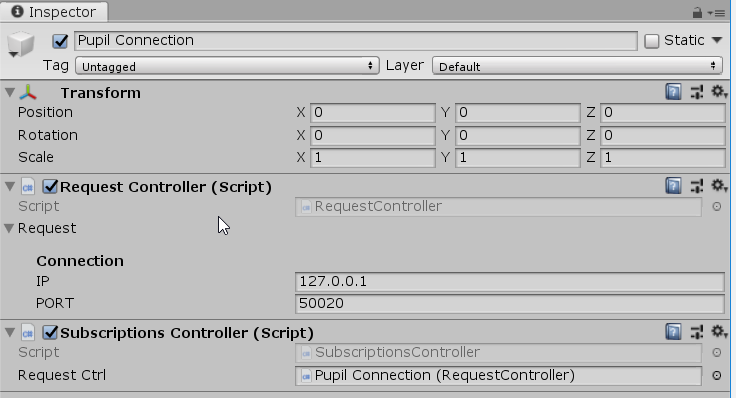 Inspector
Pupil Connection Static
Tag Untagged Layer Default
Transform
Position X 0 Y 0 Z 0
Rotation X 0 Y 0 Z 0
Scale X 1 Y 1 Z 1
Request Controller (Script)
Script RequestController
Request
Connection
IP 127.0.0.1
PORT 50020
Subscriptions Controller (Script)
Script SubscriptionsController
Request Ctrl Pupil Connection (RequestController)